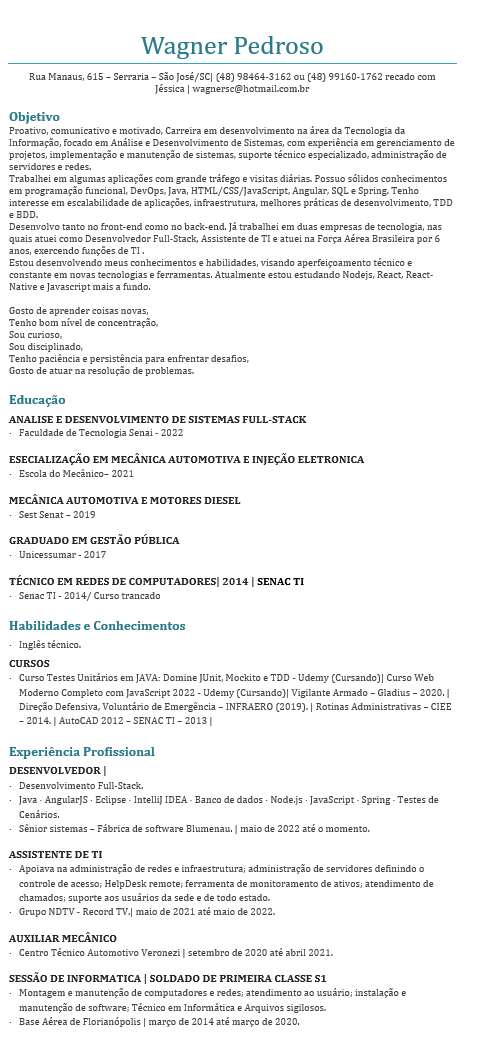 Wagner Pedroso
Rua Manaus, 615 – Serraria – São José/SC| (48) 98464-3162 ou (48) 99160-1762 recado com
Jéssica | wagnersc@hotmail.com.br
Objetivo
Proativo, comunicativo e motivado, Carreira em desenvolvimento na área da Tecnologia da
Informação, focado em Análise e Desenvolvimento de Sistemas, com experiência em gerenciamento de
projetos, implementação e manutenção de sistemas, suporte técnico especializado, administração de
servidores e redes.
Trabalhei em algumas aplicações com grande tráfego e visitas diárias. Possuo sólidos conhecimentos
em programação funcional, DevOps, Java, HTML/CSS/JavaScript, Angular, SQL e Spring. Tenho
interesse em escalabilidade de aplicações, infraestrutura, melhores práticas de desenvolvimento, TDD
e BDD.
Desenvolvo tanto no front-end como no back-end. Já trabalhei em duas empresas de tecnologia, nas
quais atuei como Desenvolvedor Full-Stack, Assistente de TI e atuei na Força Aérea Brasileira por 6
anos, exercendo funções de TI .
Estou desenvolvendo meus conhecimentos e habilidades, visando aperfeiçoamento técnico e
constante em novas tecnologias e ferramentas. Atualmente estou estudando Nodejs, React, React-
Native e Javascript mais a fundo.
Gosto de aprender coisas novas,
Tenho bom nível de concentração,
Sou curioso,
Sou disciplinado,
Tenho paciência e persistência para enfrentar desafios,
Gosto de atuar na resolução de problemas.
Educação
ANALISE E DESENVOLVIMENTO DE SISTEMAS FULL-STACK
· Faculdade de Tecnologia Senai - 2022
ESECIALIZAÇÃO EM MECÂNICA AUTOMOTIVA E INJEÇÃO ELETRONICA
· Escola do Mecânico– 2021
MECÂNICA AUTOMOTIVA E MOTORES DIESEL
· Sest Senat – 2019
GRADUADO EM GESTÃO PÚBLICA
· Unicessumar - 2017
TÉCNICO EM REDES DE COMPUTADORES| 2014 | SENAC TI
· Senac TI - 2014/ Curso trancado
Habilidades e Conhecimentos
· Inglês técnico.
CURSOS
· Curso Testes Unitários em JAVA: Domine JUnit, Mockito e TDD - Udemy (Cursando)| Curso Web
Moderno Completo com JavaScript 2022 - Udemy (Cursando)| Vigilante Armado – Gladius – 2020. |
Direção Defensiva, Voluntário de Emergência – INFRAERO (2019). | Rotinas Administrativas – CIEE
– 2014. | AutoCAD 2012 – SENAC TI – 2013 |
Experiência Profissional
DESENVOLVEDOR |
· Desenvolvimento Full-Stack.
· Java · AngularJS · Eclipse · IntelliJ IDEA · Banco de dados · Node.js · JavaScript · Spring · Testes de
Cenários.
· Sênior sistemas – Fábrica de software Blumenau. | maio de 2022 até o momento.
ASSISTENTE DE TI
· Apoiava na administração de redes e infraestrutura; administração de servidores definindo o
controle de acesso; HelpDesk remote; ferramenta de monitoramento de ativos; atendimento de
chamados; suporte aos usuários da sede e de todo estado.
· Grupo NDTV - Record TV.| maio de 2021 até maio de 2022.
AUXILIAR MECÂNICO
· Centro Técnico Automotivo Veronezi | setembro de 2020 até abril 2021.
SESSÃO DE INFORMATICA | SOLDADO DE PRIMEIRA CLASSE S1
· Montagem e manutenção de computadores e redes; atendimento ao usuário; instalação e
manutenção de software; Técnico em Informática e Arquivos sigilosos.
· Base Aérea de Florianópolis | março de 2014 até março de 2020.